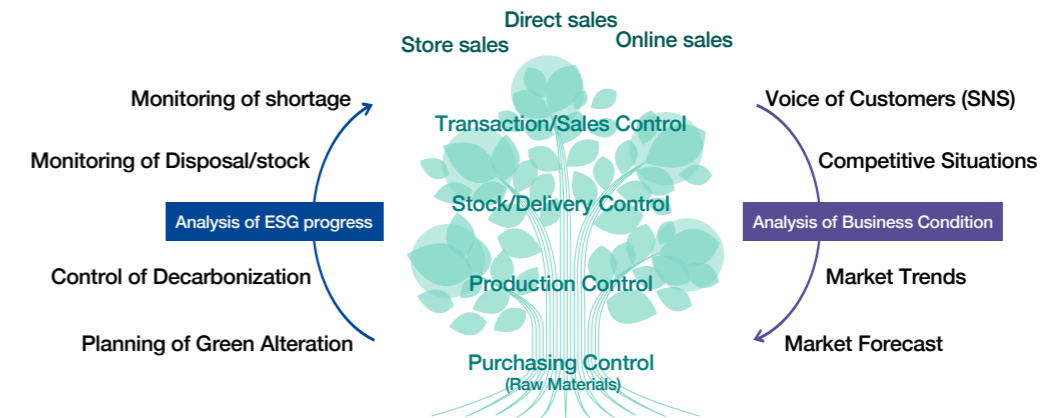 Direct sales
Store sales
Online sales
Monitoring of shortage
Voice of Customers (SNS)
Transaction/Sales Control
Monitoring of Disposal/stock
Competitive Situations
Stock/Delivery Control
Analysis of ESG progress
Analysis of Business Condition
Control of Decarbonization
Production Control
Market Trends
Planning of Green Alteration
Market Forecast
Purchasing Control
(Raw Materials)